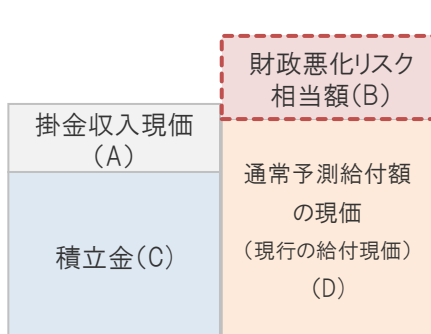 財政悪化リスク
相当額(B)
掛金収入現価
(A)
通常予測給付額
の現価
(現行の給付現価)
(D)
積立金(C)